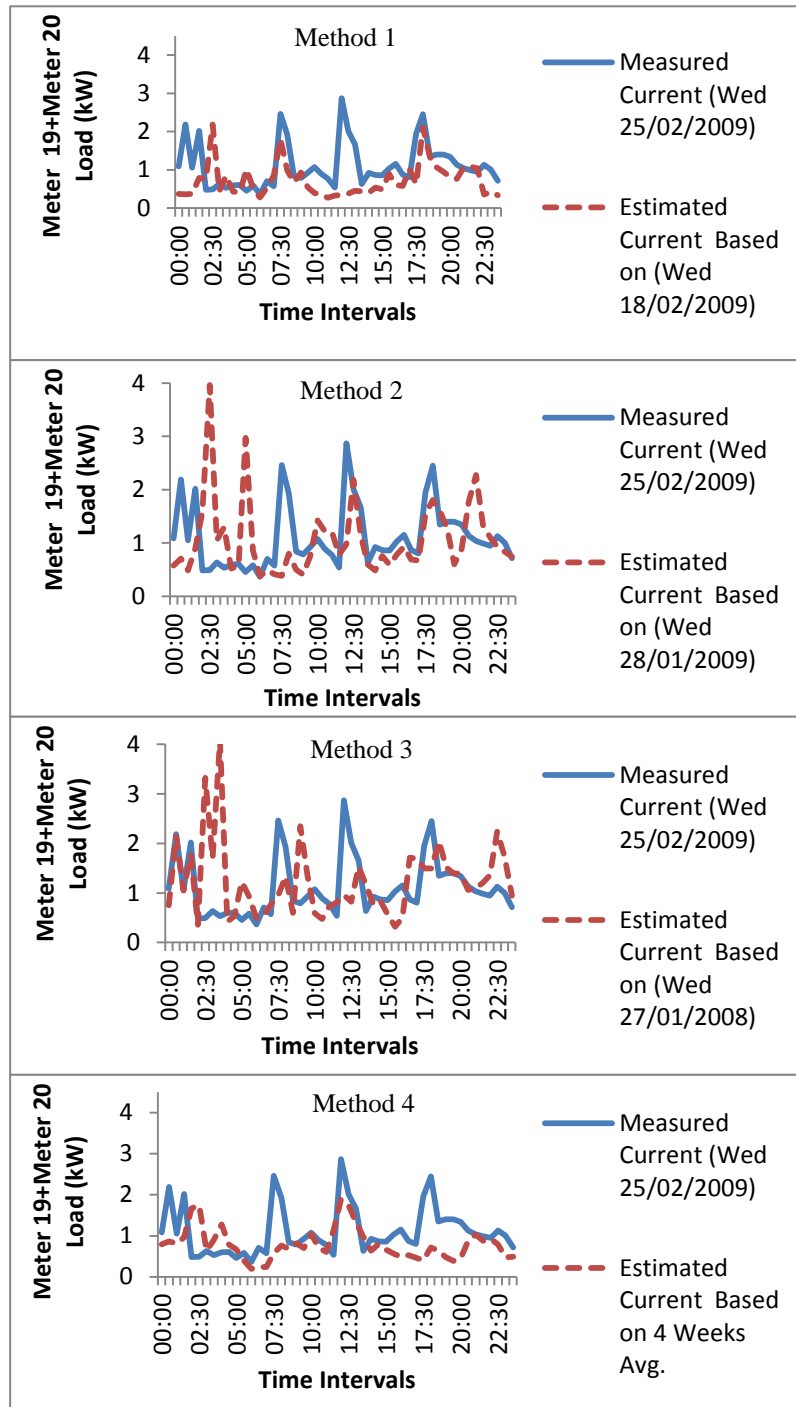 Method 1
Meter 19+Meter 20
Load (kW)
4
3
2
1
0
00:00
02:30
05:00
07:30
10:00
12:30
15:00
17:30
20:00
22:30
Time Intervals
Measured
Current (Wed
25/02/2009)
Estimated
Current Based
on (Wed
18/02/2009)
Method 2
Meter 19+Meter 20
Load (kW)
4
3
2
1
0
00:00
02:30
05:00
07:30
10:00
12:30
15:00
17:30
20:00
22:30
Time Intervals
Measured
Current (Wed
25/02/2009)
Estimated
Current Based
on (Wed
28/01/2009)
Method 3
Meter 19+Meter 20
Load (kW)
4
3
2
1
0
00:00
02:30
05:00
07:30
10:00
12:30
15:00
17:30
20:00
22:30
Time Intervals
Measured
Current (Wed
25/02/2009)
Estimated
Current Based
on (Wed
27/01/2008)
Method 4
Meter 19+Meter 20
Load (kW)
4
3
2
1
0
00:00
02:30
05:00
07:30
10:00
12:30
15:00
17:30
20:00
22:30
Time Intervals
Measured
Current (Wed
25/02/2009)
Estimated
Current Based
on 4 Weeks
Avg.